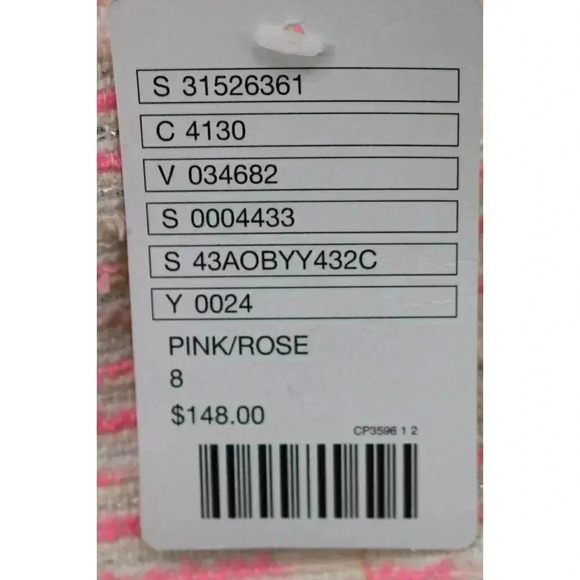 S 31526361
C 4130
V 034682
S 0004433
S 43AOBYY432C
Y 0024
PINK/ROSE
8
$148.00
CP3596 1 2